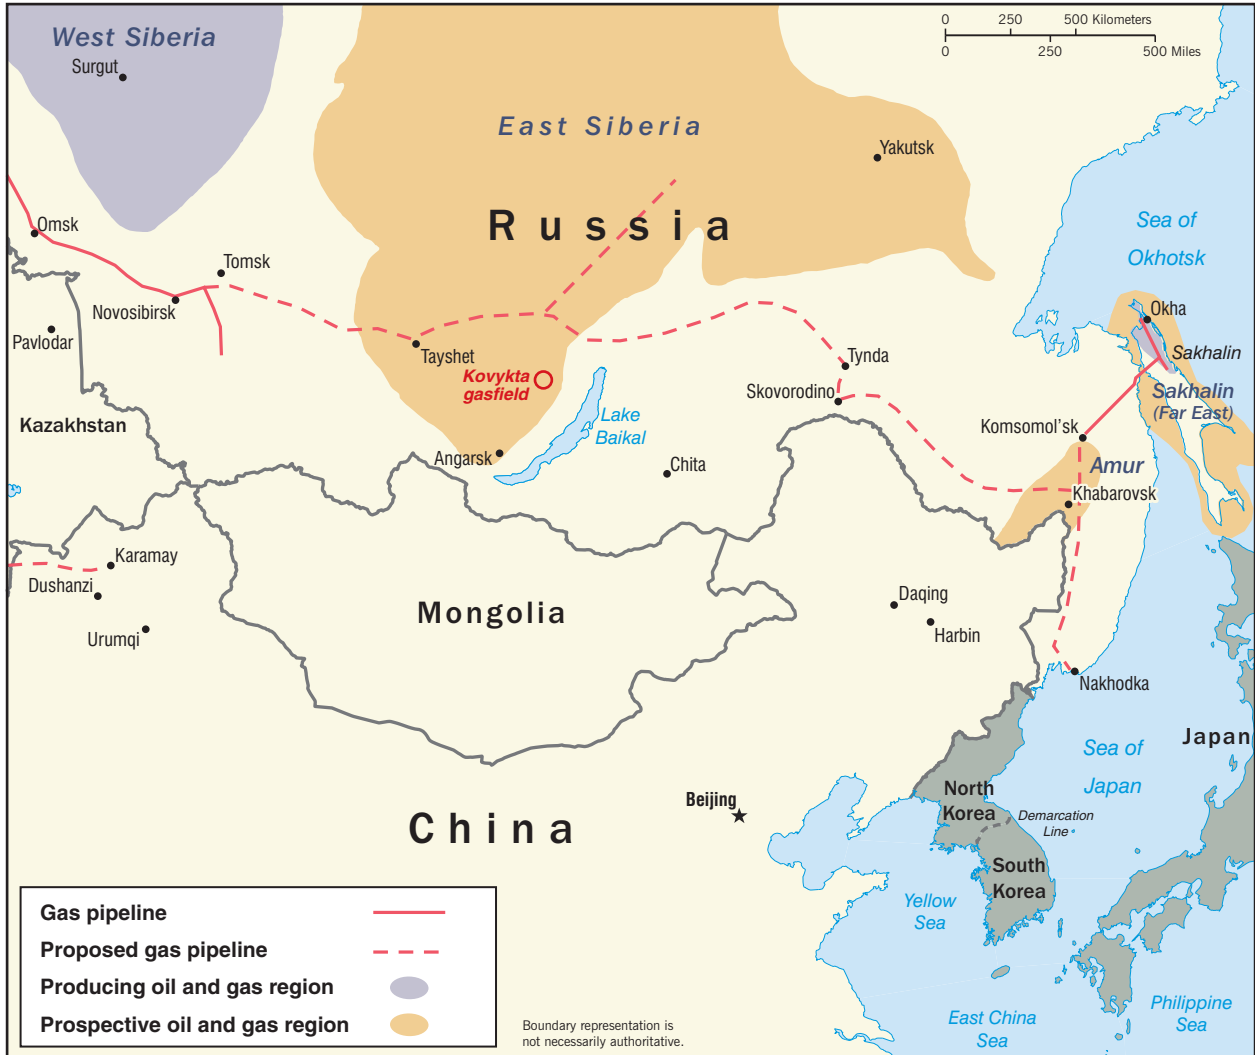 West Siberia
Surgut
0 250 500 Kilometers
0 250 500 Miles
East Siberia
Yakutsk
Russia
Omsk
Tomsk
Sea of
Okhotsk
Novosibirsk
Pavlodar
Tayshet
Kovykta
gasfield
Okha
Sakhalin
Tynda
Skovorodino
Sakhalin
(Far East)
Kazakhstan
Lake
Baikal
Komsomol'sk
Angarsk
Chita
Amur
Khabarovsk
Karamay
Dushanzi
Urumqi
Mongolia
Daqing
Harbin
Nakhodka
Japan
Sea of
Japan
North
Korea
Demarcation
Line
Beijing
China
South
Korea
Yellow
Sea
Gas pipeline
Proposed gas pipeline
Producing oil and gas region
Prospective oil and gas region
Boundary representation is
not necessarily authoritative.
East China
Sea
Philippine
Sea